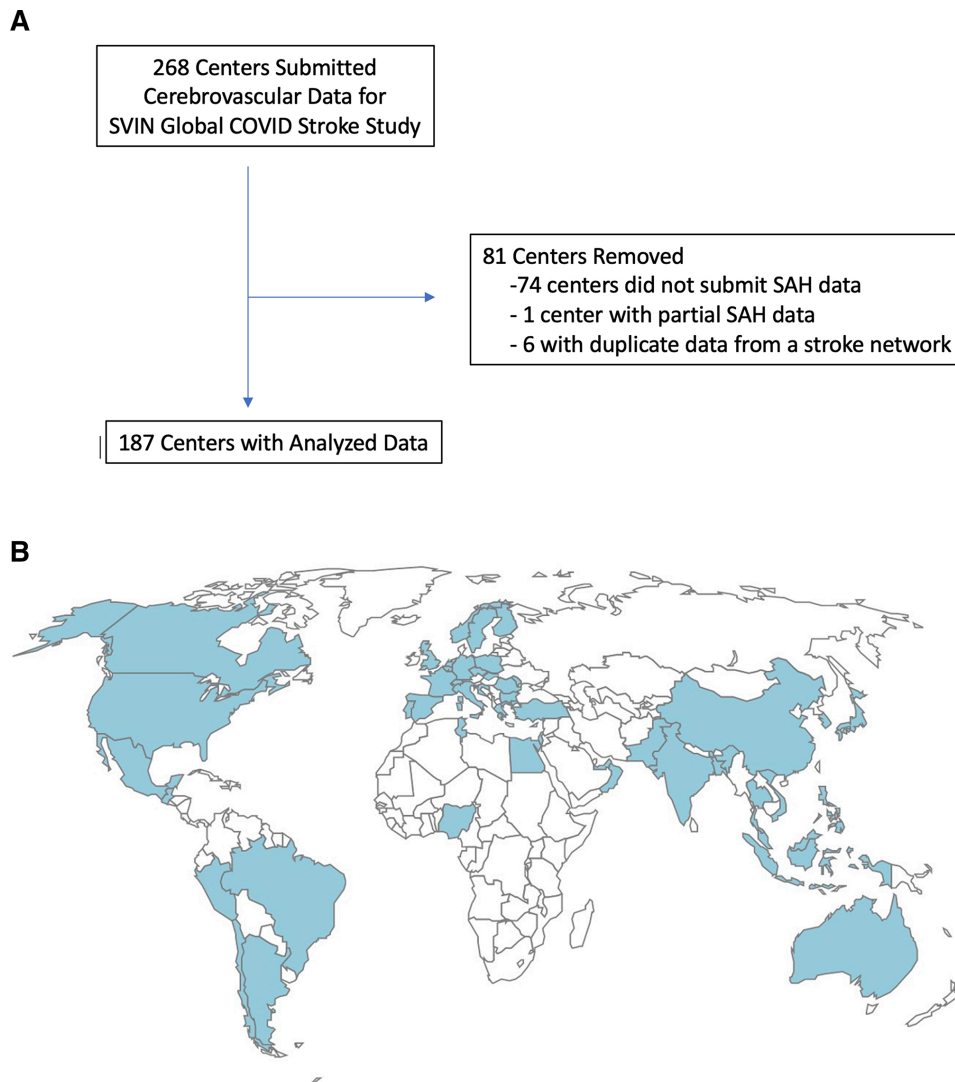 A
268 Centers Submitted
Cerebrovascular Data for
SVIN Global COVID Stroke Study
81 Centers Removed
-74 centers did not submit SAH data
- 1 center with partial SAH data
- 6 with duplicate data from a stroke network
187 Centers with Analyzed Data
B